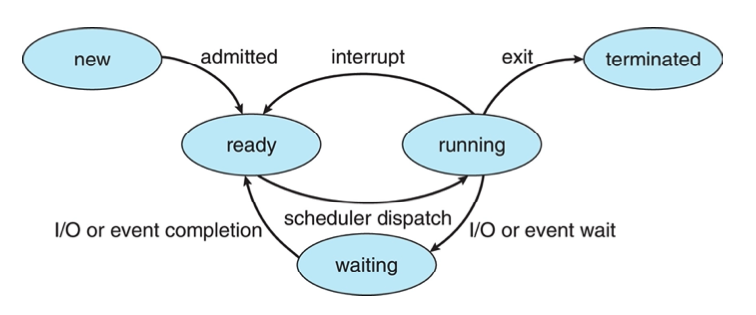 new
admitted
interrupt
exit
terminated
ready
running
scheduler dispatch
I/O or event completion
I/O or event wait
waiting